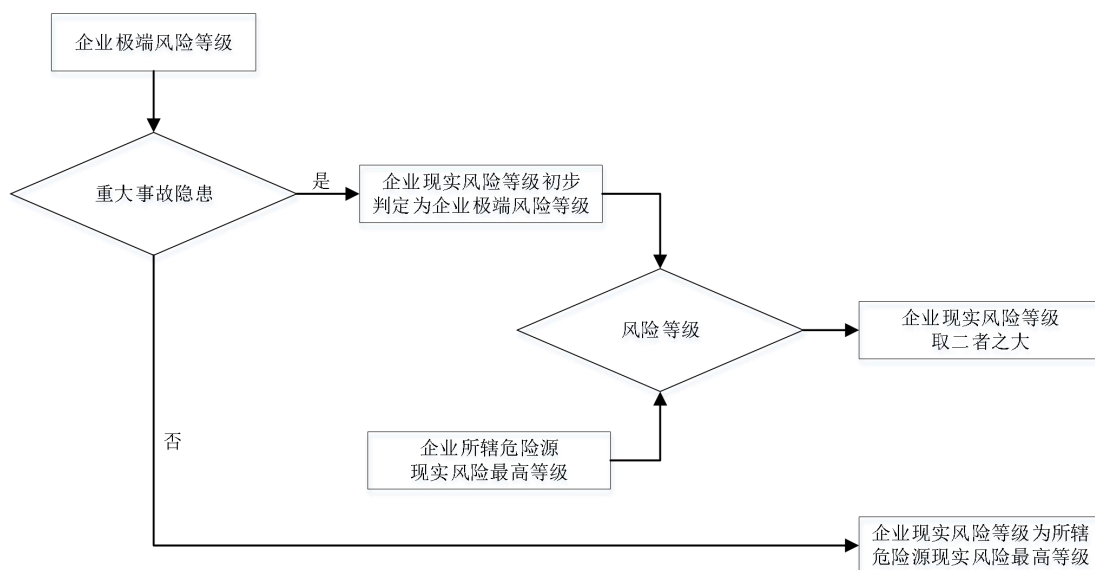 企业极端风险等级
重大事故隐患
是
企业现实风险等级初步
判定为企业极端风险等级
风险等级
企业现实风险等级
取二者之大
否
企业所辖危险源
现实风险最高等级
企业现实风险等级为所辖
危险源现实风险最高等级